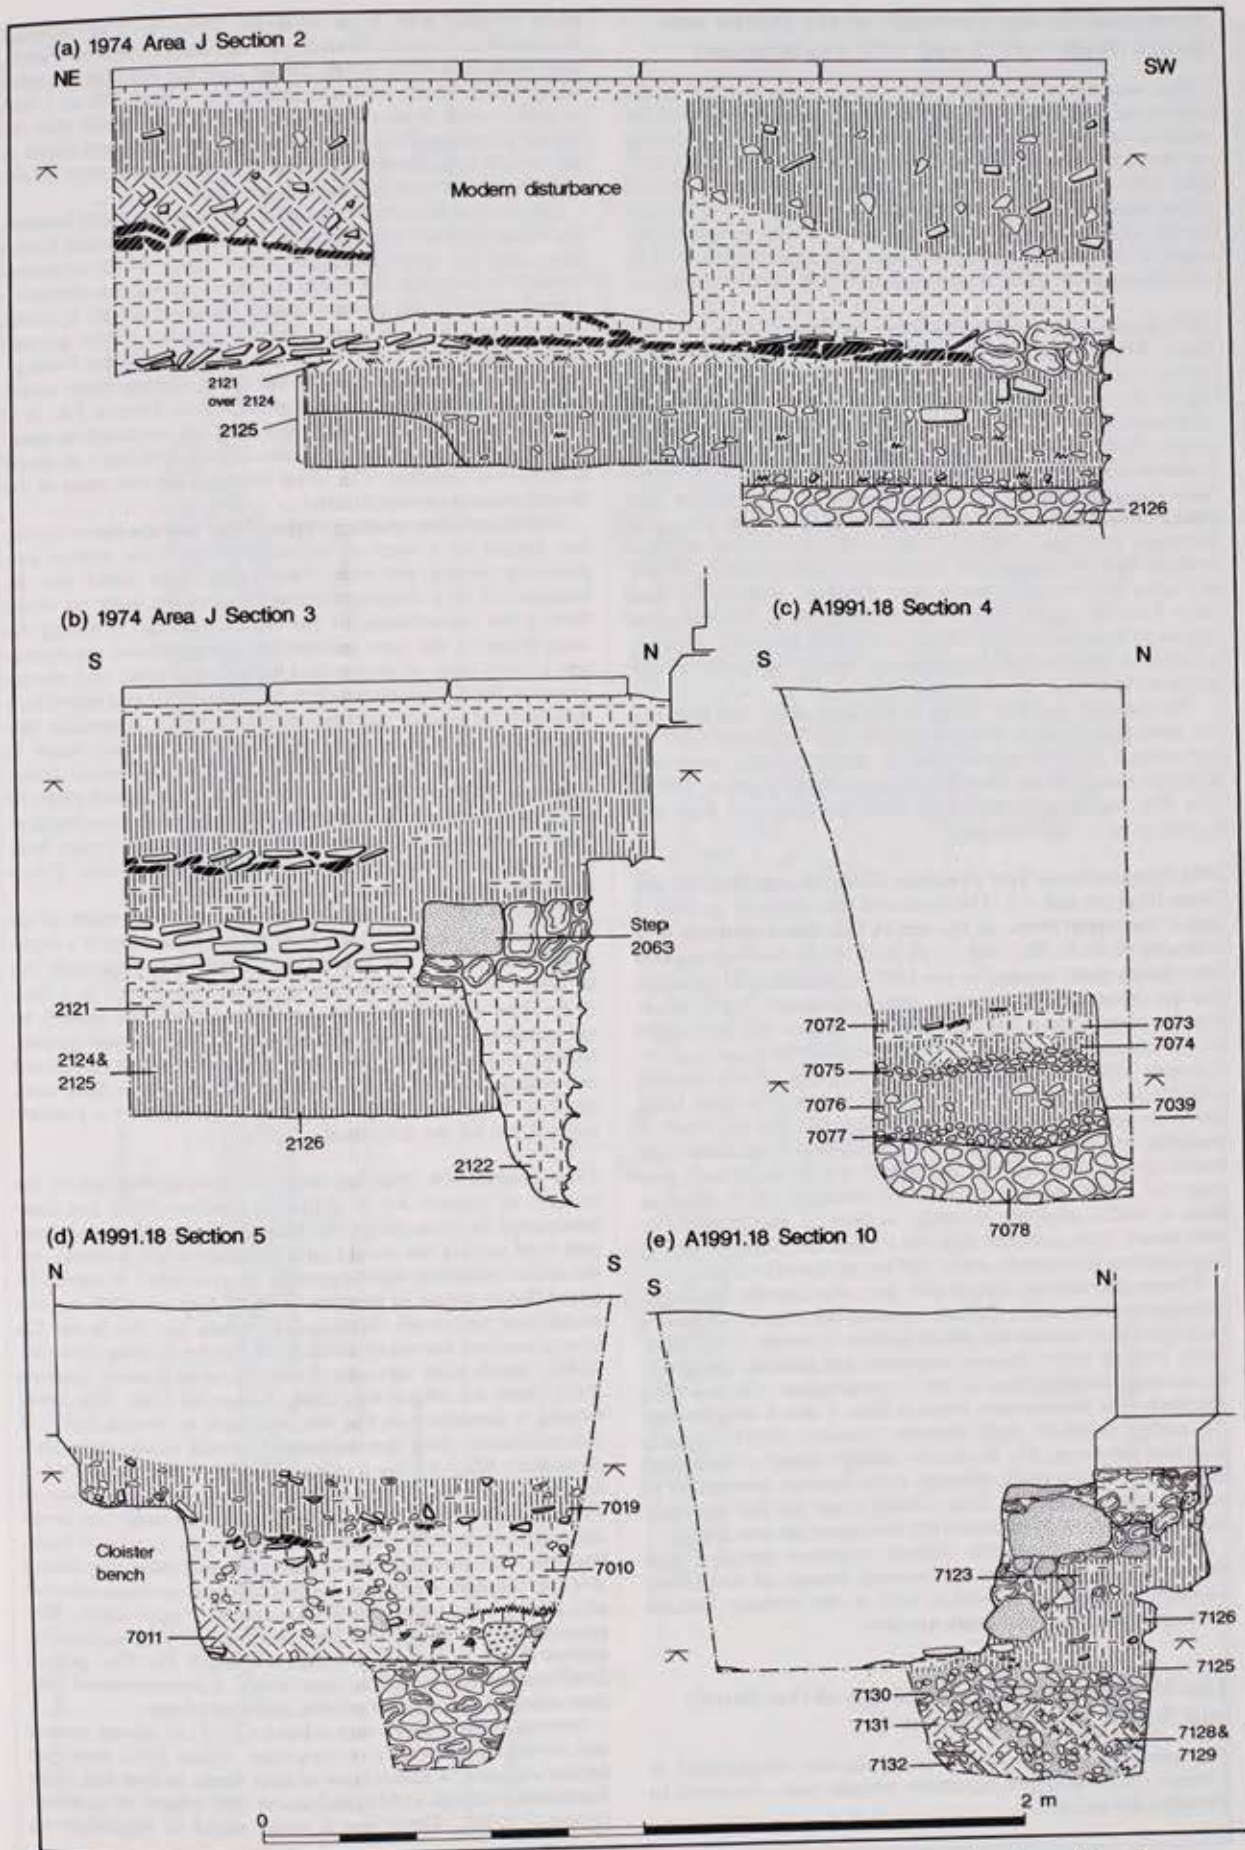 (a) 1974 Area J Section 2
NE
SW
Modern disturbance
2121
over 2124
2125
2126
(b) 1974 Area J Section 3
S
N
Step
2063
2121
2124 &
2125
2126
2122
(c) A1991.18 Section 4
S
N
7072
7073
7074
7075
7076
7039
7077
7078
(d) A1991.18 Section 5
N
S
7019
Cloister
bench
7010
7011
(e) A1991.18 Section 10
S
N
7123
7126
7125
7130
7131
7128 &
7129
7132
0
2 m